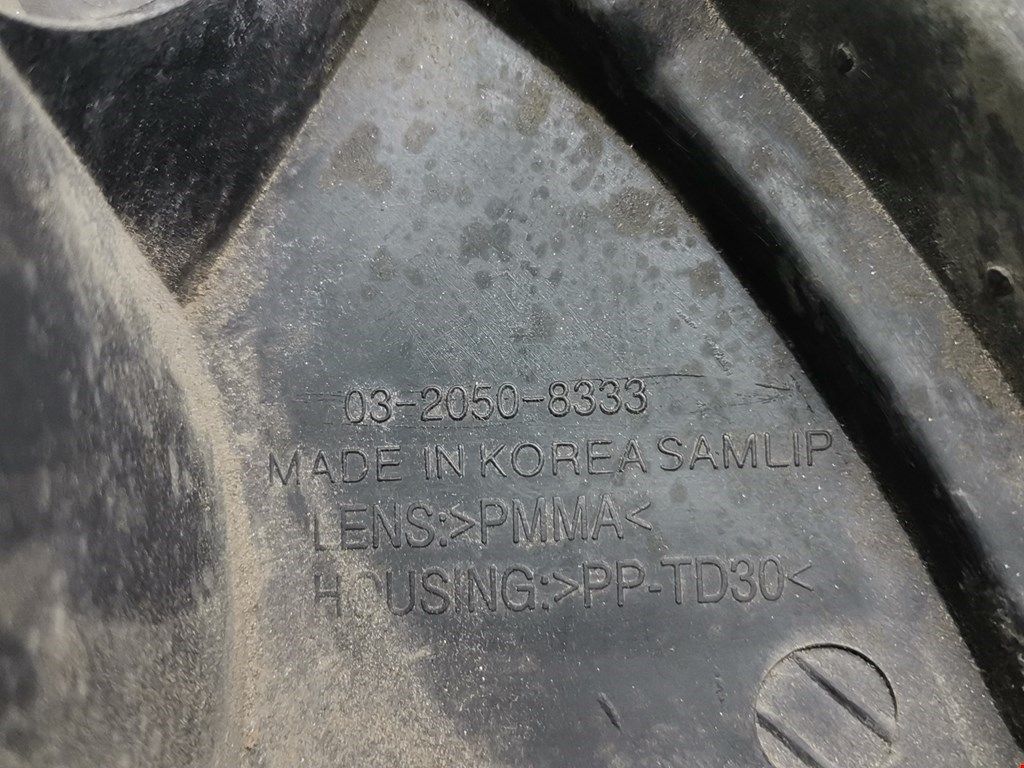 03-2050-8333
MADE IN KOREA SAMLIP
LENS:>PMMA<
HOUSING:>PP-TD30<